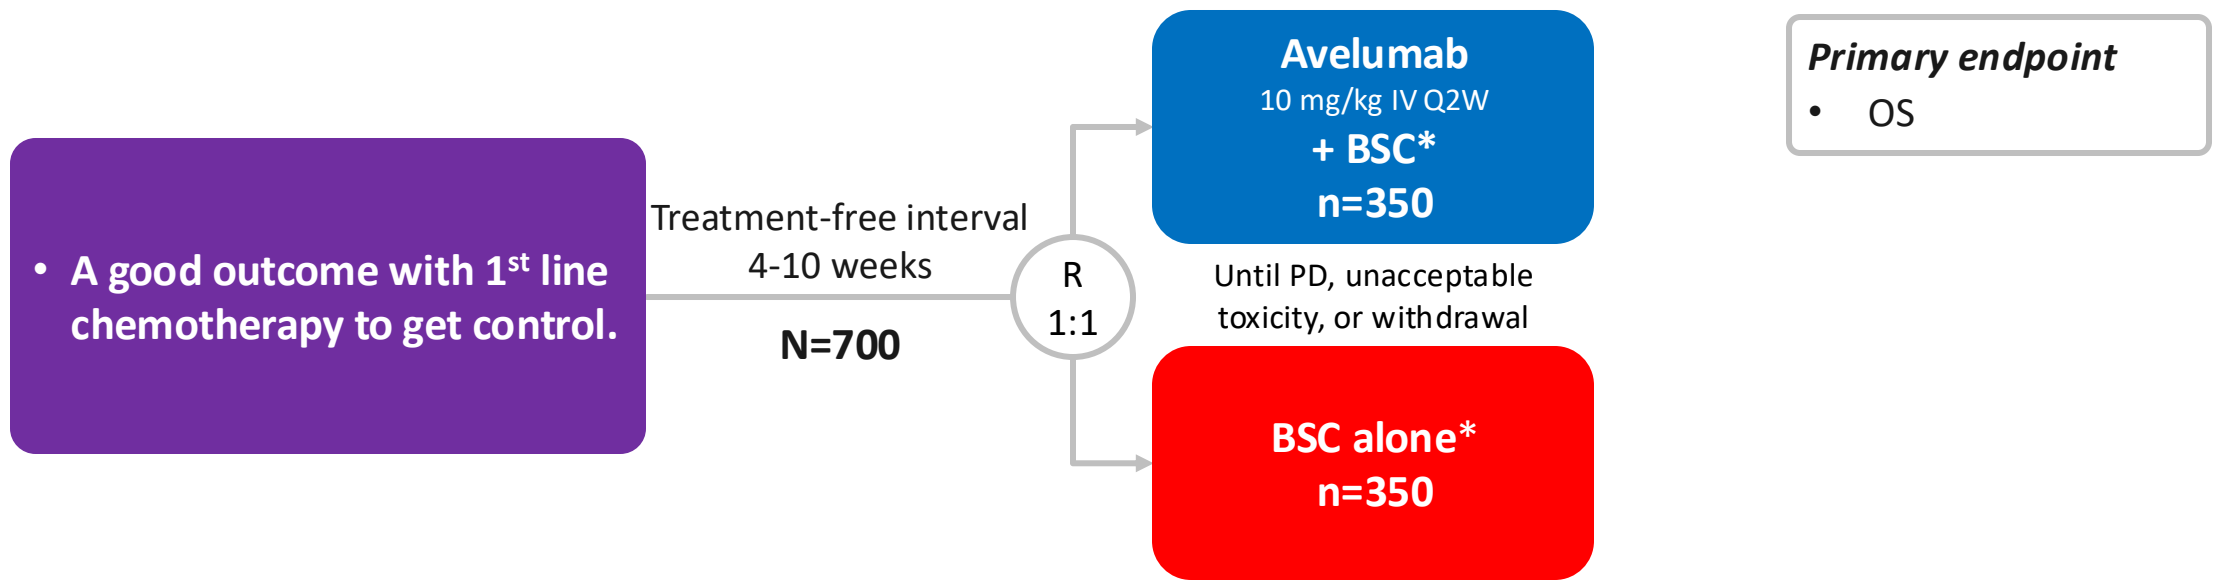 • A good outcome with 1st line
chemotherapy to get control.
Treatment-free interval
4-10 weeks
N=700
R
1:1
Avelumab
10 mg/kg IV Q2W
+ BSC*
n=350
Until PD, unacceptable
toxicity, or withdrawal
BSC alone*
n=350
Primary endpoint
• OS